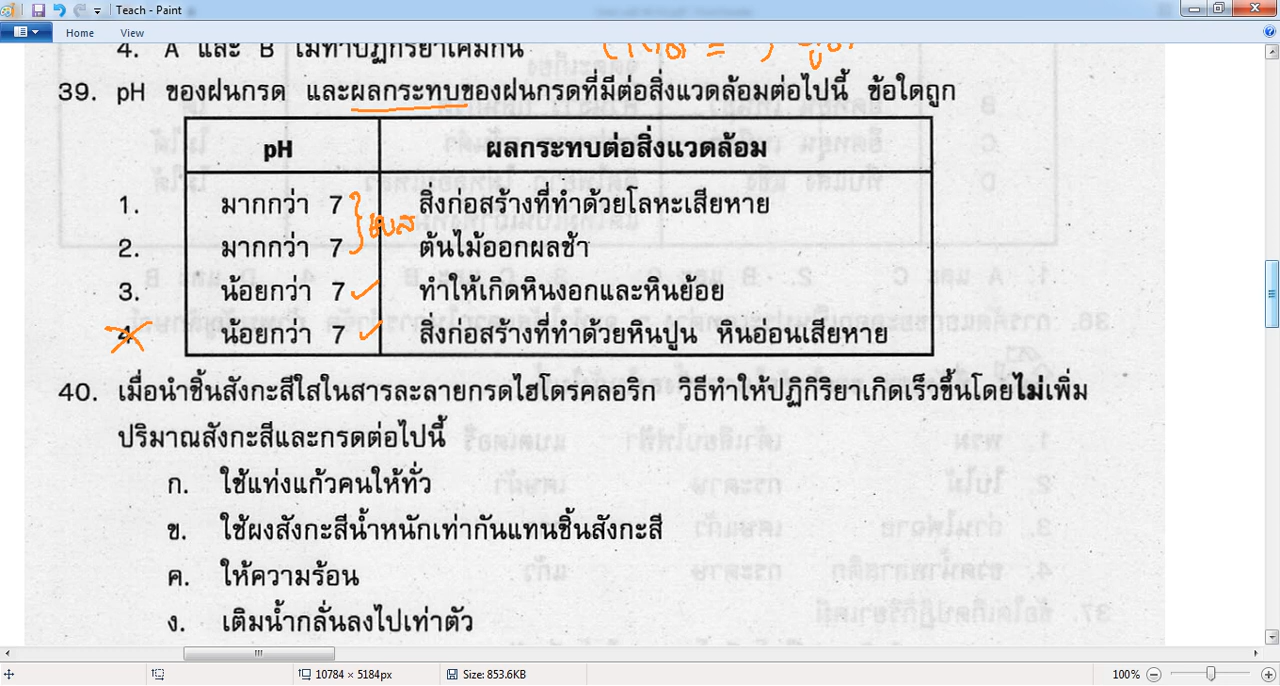 Teach - Paint
Home View
4. A และ B ไม่ทำปฏิกิริยาเคมีกัน
39. pH ของฝนกรด และผลกระทบของฝนกรดที่มีต่อสิ่งแวดล้อมต่อไปนี้ ข้อใดถูก
pH ผลกระทบต่อสิ่งแวดล้อม
1. มากกว่า 7 สิ่งก่อสร้างที่ทำด้วยโลหะเสียหาย
เบส
2. มากกว่า 7 ต้นไม้ออกผลช้า
3. น้อยกว่า 7 ทำให้เกิดหินงอกและหินย้อย
4. น้อยกว่า 7 สิ่งก่อสร้างที่ทำด้วยหินปูน หินอ่อนเสียหาย
40. เมื่อนำชิ้นสังกะสีใส่ในสารละลายกรดไฮโดรคลอริก วิธีทำให้ปฏิกิริยาเกิดเร็วขึ้นโดยไม่เพิ่ม
ปริมาณสังกะสีและกรดต่อไปนี้
ก. ใช้แท่งแก้วคนให้ทั่ว
ข. ใช้ผงสังกะสีน้ำหนักเท่ากันแทนชิ้นสังกะสี
ค. ให้ความร้อน
ง. เติมน้ำกลั่นลงไปเท่าตัว
10784 × 5184px Size: 853.6KB 100%